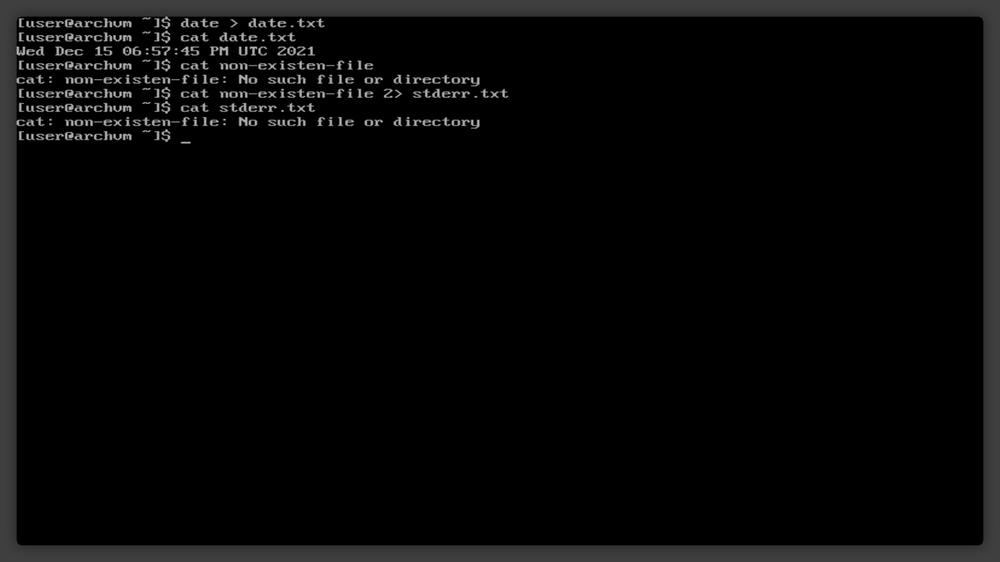 [user@archvm ~]$ date > date.txt
[user@archvm ~]$ cat date.txt
Wed Dec 15 06:57:45 PM UTC 2021
[user@archvm ~]$ cat non-existen-file
cat: non-existen-file: No such file or directory
[user@archvm ~]$ cat non-existen-file 2> stderr.txt
[user@archvm ~]$ cat stderr.txt
cat: non-existen-file: No such file or directory
[user@archvm ~]$ _